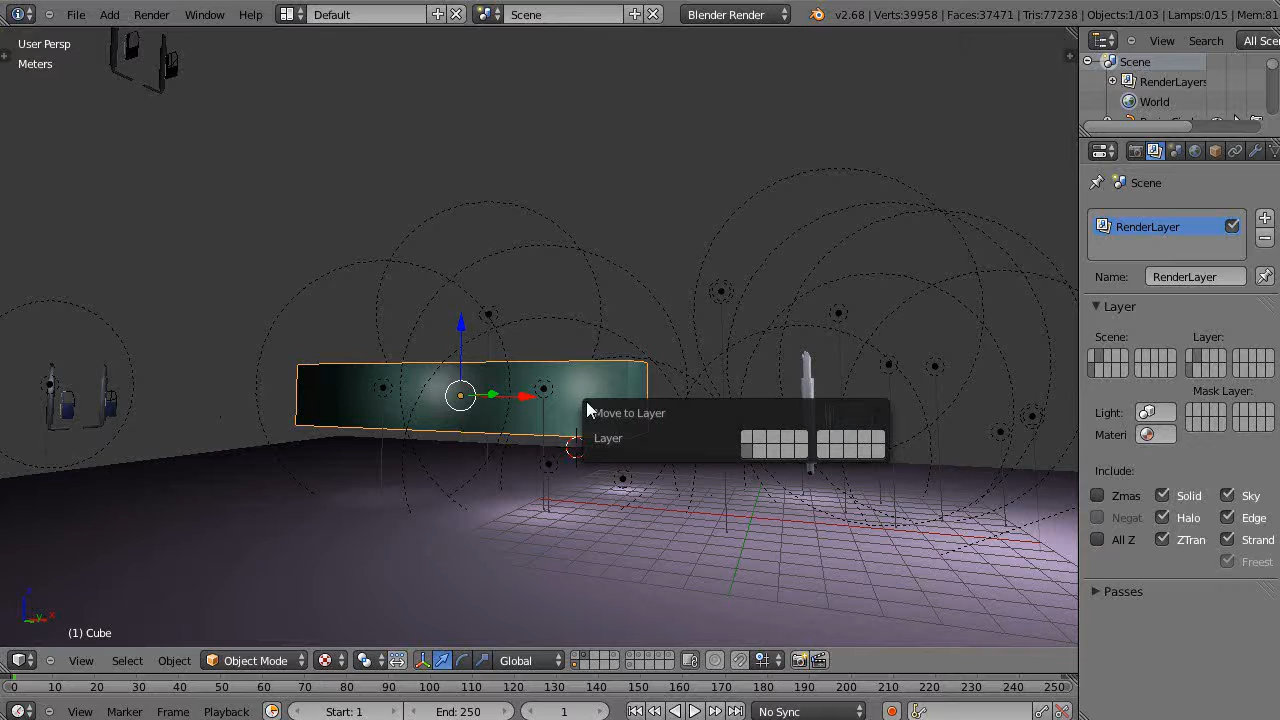 File Add Render Window Help Default Scene Blender Render v2.68 | Verts:39958 | Faces:37471 | Tris:77238 | Objects:1/103 | Lamps:0/15 | Mem:81
User Persp
Meters
View Search All Sce
Scene
RenderLayers
World
Scene
RenderLayer
Name: RenderLayer
Layer
Scene: Layer:
Mask Layer:
Light:
Materi
Include:
Zmas Solid Sky
Negat Halo Edge
All Z ZTran Strand
Freest
Passes
Move to Layer
Layer
(1) Cube
View Select Object Object Mode Global
0 10 20 30 40 50 60 70 80 90 100 110 120 130 140 150 160 170 180 190 200 210 220 230 240 250
View Marker Frame Playback Start: 1 End: 250 1 No Sync